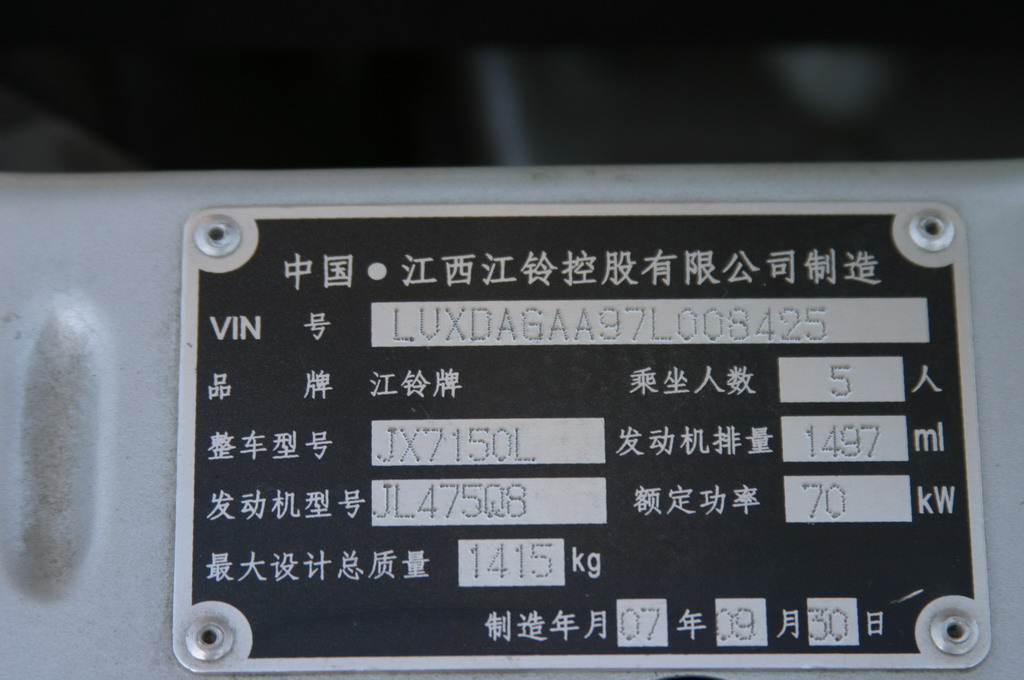 中国•江西江铃控股有限公司制造
VIN 号 LVXDAGAA97L008425
品 牌 江铃牌 乘坐人数 5 人
整车型号 JX7150L 发动机排量 1497 ml
发动机型号 JL475Q8 额定功率 70 kW
最大设计总质量 1415 kg
制造年月 07 年 09 月 30 日